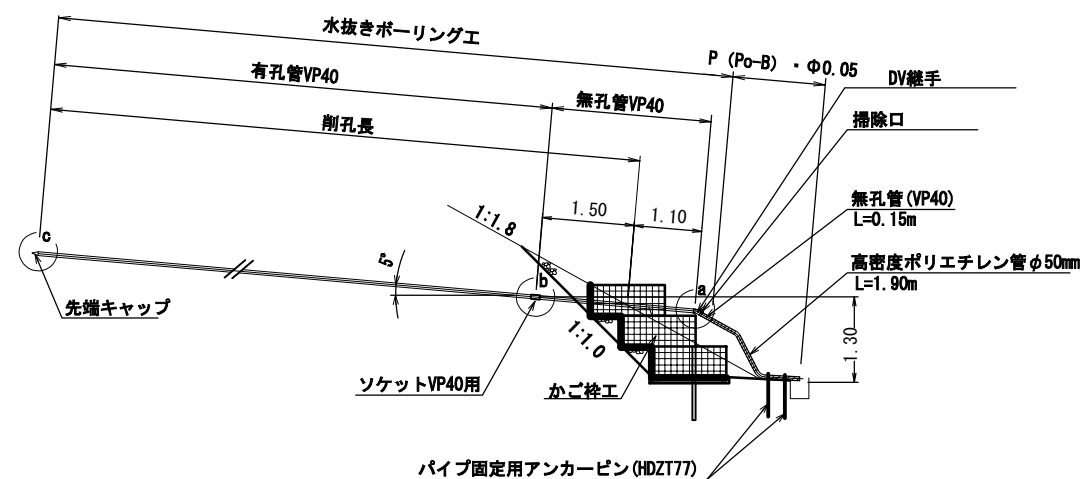 水抜きボーリング工
P (Po-B) ・ Φ0.05
有孔管VP40
無孔管VP40
DV継手
削孔長
掃除口
1:1.8
1.50
1.10
無孔管(VP40)
L=0.15m
c
5°
b
a
高密度ポリエチレン管φ50mm
L=1.90m
先端キャップ
1:1.0
1.30
ソケットVP40用
かご枠工
パイプ固定用アンカーピン(HDZT77)